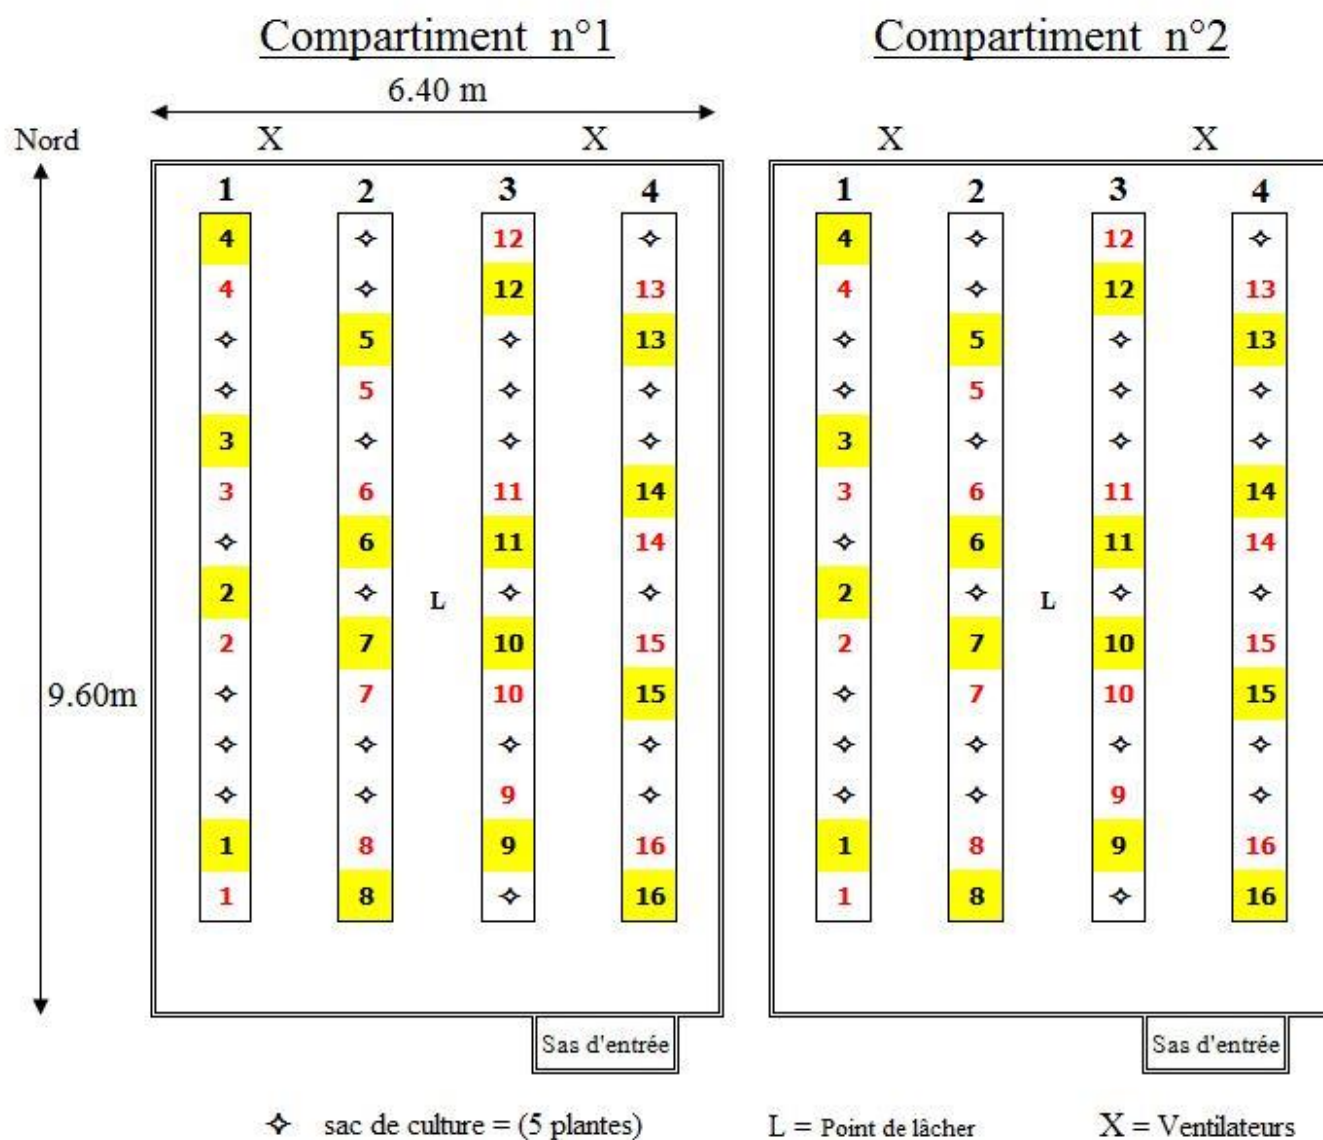 Compartiment n°1 Compartiment n°2
6.40 m
Nord X X X X
1 2 3 4 1 2 3 4
4 12 4 12
4 12 13 4 12 13
5 13 5 13
5 5
3 3
3 6 11 14 3 6 11 14
6 11 14 6 11 14
2 L 2 L
2 7 10 15 2 7 10 15
9.60m 7 10 15 7 10 15
9 9
1 8 9 16 1 8 9 16
1 8 16 1 8 16
Sas d'entrée Sas d'entrée
sac de culture = (5 plantes) L = Point de lâcher X = Ventilateurs